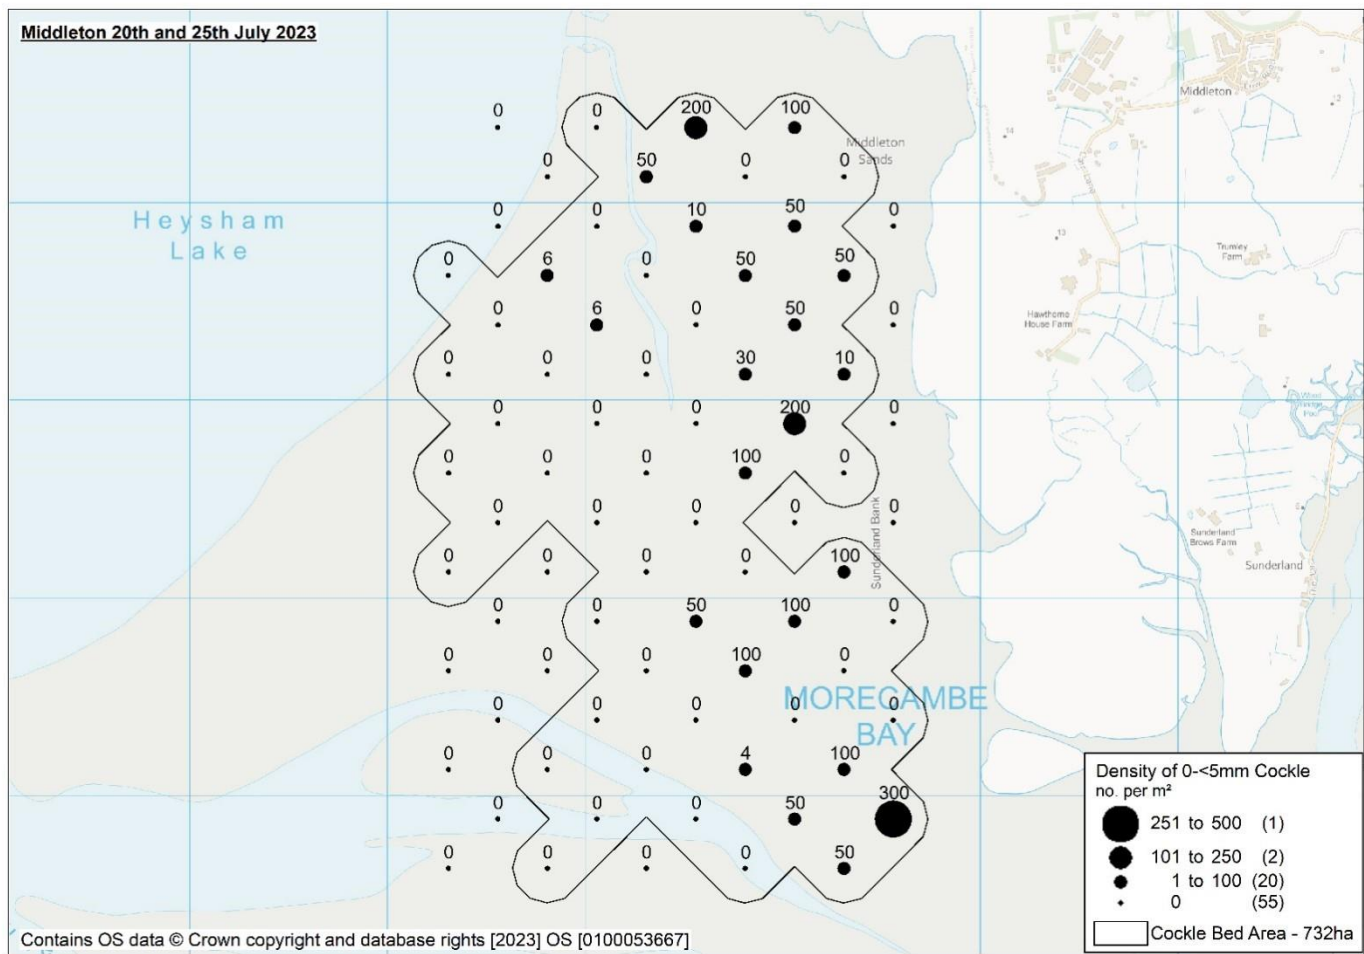 Middleton 20th and 25th July 2023
0 0 200 100
Middleton
0 50 0 0
Middleton
Sands
0 0 10 50 0
Heysham
Lake
0 6 0 50 50
Trumley
Farm
0 6 0 50 0
Hawthorne
House Farm
0 0 0 30 10
0 0 0 200 0
0 0 0 100 0
0 0 0 0 0
Sunderland Bank
Sunderland
Brows Farm
Sunderland
0 0 0 0 100
0 0 50 100 0
0 0 0 100 0
MORECAMBE
BAY
0 0 0 0 0
0 0 0 4 100
0 0 0 50 300
0 0 0 0 50
14
13
12
Density of 0-<5mm Cockle
no. per m²
251 to 500 (1)
101 to 250 (2)
1 to 100 (20)
0 (55)
Cockle Bed Area - 732ha
Contains OS data © Crown copyright and database rights [2023] OS [0100053667]